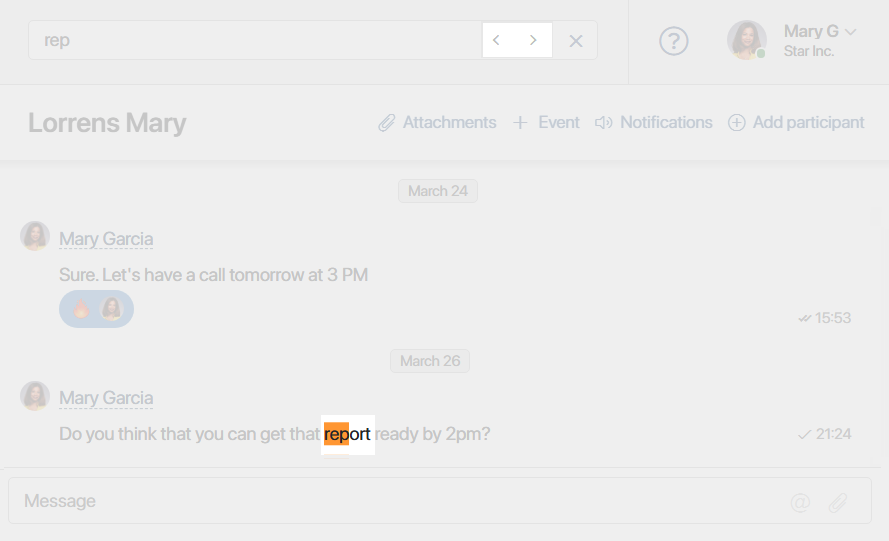 rep
Mary G
Star Inc.
Lorrens Mary
Attachments
Event
Notifications
Add participant
March 24
Mary Garcia
Sure. Let's have a call tomorrow at 3 PM
15:53
March 26
Mary Garcia
Do you think that you can get that report ready by 2pm?
21:24
Message